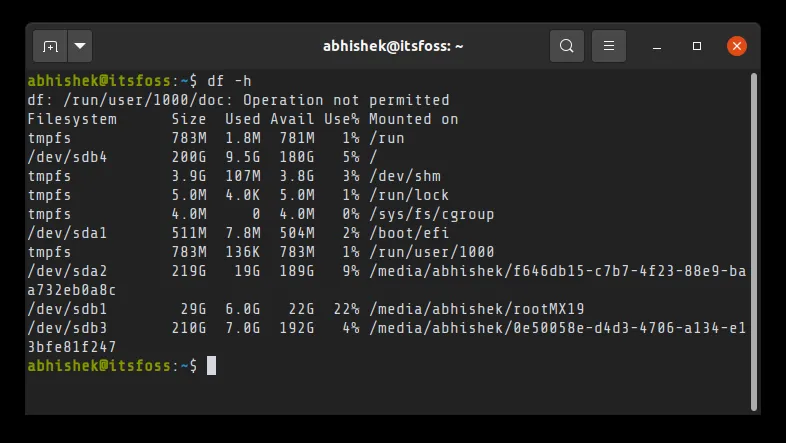 abhishek@itsfoss: ~
abhishek@itsfoss:~$ df -h
df: /run/user/1000/doc: Operation not permitted
Filesystem      Size  Used Avail Use% Mounted on
tmpfs           783M  1.8M  781M   1% /run
/dev/sdb4       200G  9.5G  180G   5% /
tmpfs           3.9G  107M  3.8G   3% /dev/shm
tmpfs           5.0M  4.0K  5.0M   1% /run/lock
tmpfs           4.0M     0  4.0M   0% /sys/fs/cgroup
/dev/sda1       511M  7.8M  504M   2% /boot/efi
tmpfs           783M  136K  783M   1% /run/user/1000
/dev/sda2       219G   19G  189G   9% /media/abhishek/f646db15-c7b7-4f23-88e9-ba
a732eb0a8c
/dev/sdb1        29G  6.0G   22G  22% /media/abhishek/rootMX19
/dev/sdb3       210G  7.0G  192G   4% /media/abhishek/0e50058e-d4d3-4706-a134-e1
3bfe81f247
abhishek@itsfoss:~$